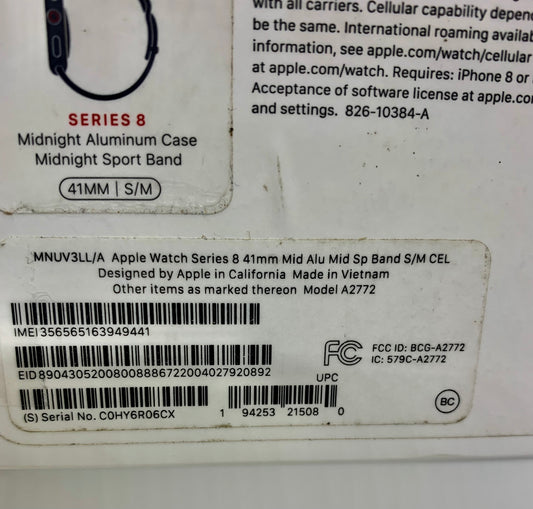 with all carriers. Cellular capability depen
be the same. International roaming availab
information, see apple.com/watch/cellular
at apple.com/watch. Requires: iPhone 8 or
Acceptance of software license at apple.co
and settings. 826-10384-A
SERIES 8
Midnight Aluminum Case
Midnight Sport Band
41MM | S/M
MNUV3LL/A Apple Watch Series 8 41mm Mid Alu Mid Sp Band S/M CEL
Designed by Apple in California Made in Vietnam
Other items as marked thereon Model A2772
IMEI 356565163949441
EID 89043052008008886722004027920892
FC FCC ID: BCG-A2772
IC: 579C-A2772
UPC
(S) Serial No. C0HY6R06CX
1 94253 21508 0
BC